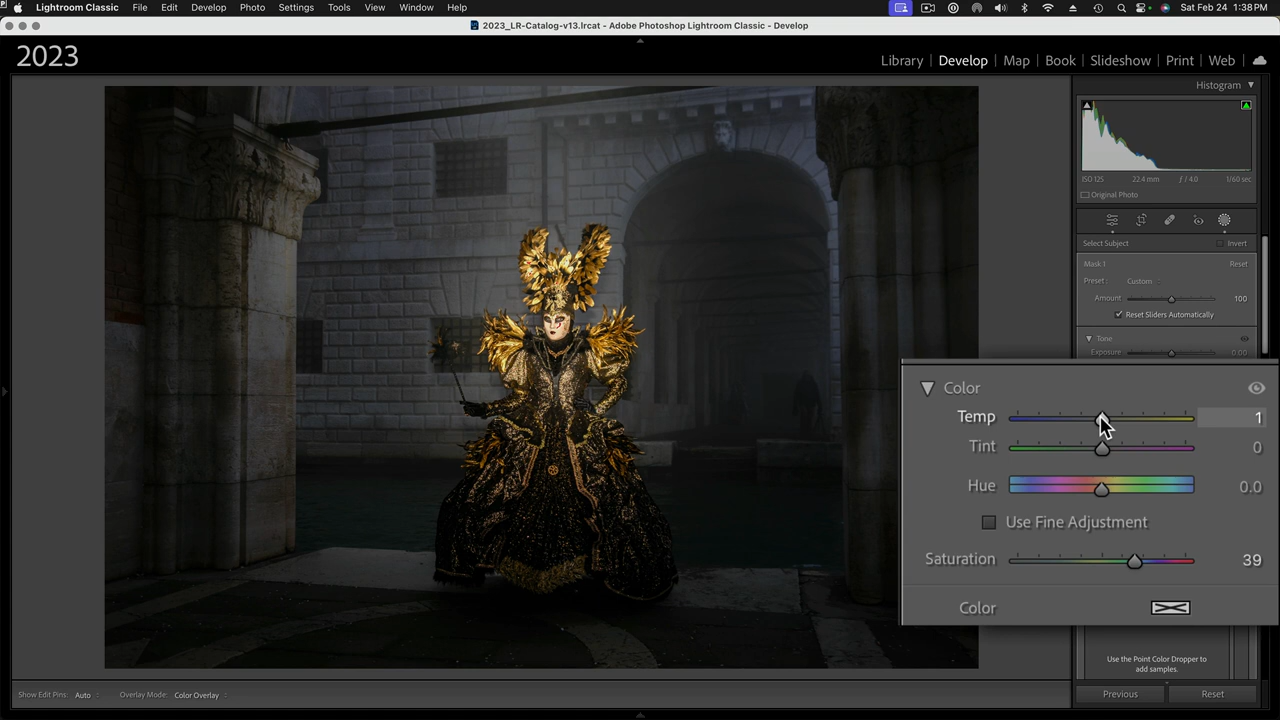 Lightroom Classic File Edit Develop Photo Settings Tools View Window Help Sat Feb 24 1:38 PM
2023_LR-Catalog-v13.lrcat - Adobe Photoshop Lightroom Classic - Develop
2023
Library | Develop | Map | Book | Slideshow | Print | Web
Histogram
ISO 125 22.4 mm ƒ / 4.0 1/60 sec
Original Photo
Select Subject Invert
Mask 1 Reset
Preset: Custom
Amount 100
Reset Sliders Automatically
Tone
Exposure 0.00
Color
Temp 1
Tint 0
Hue 0.0
Use Fine Adjustment
Saturation 39
Color
Use the Point Color Dropper to
add samples.
Show Edit Pins: Auto Overlay Mode: Color Overlay
Previous Reset